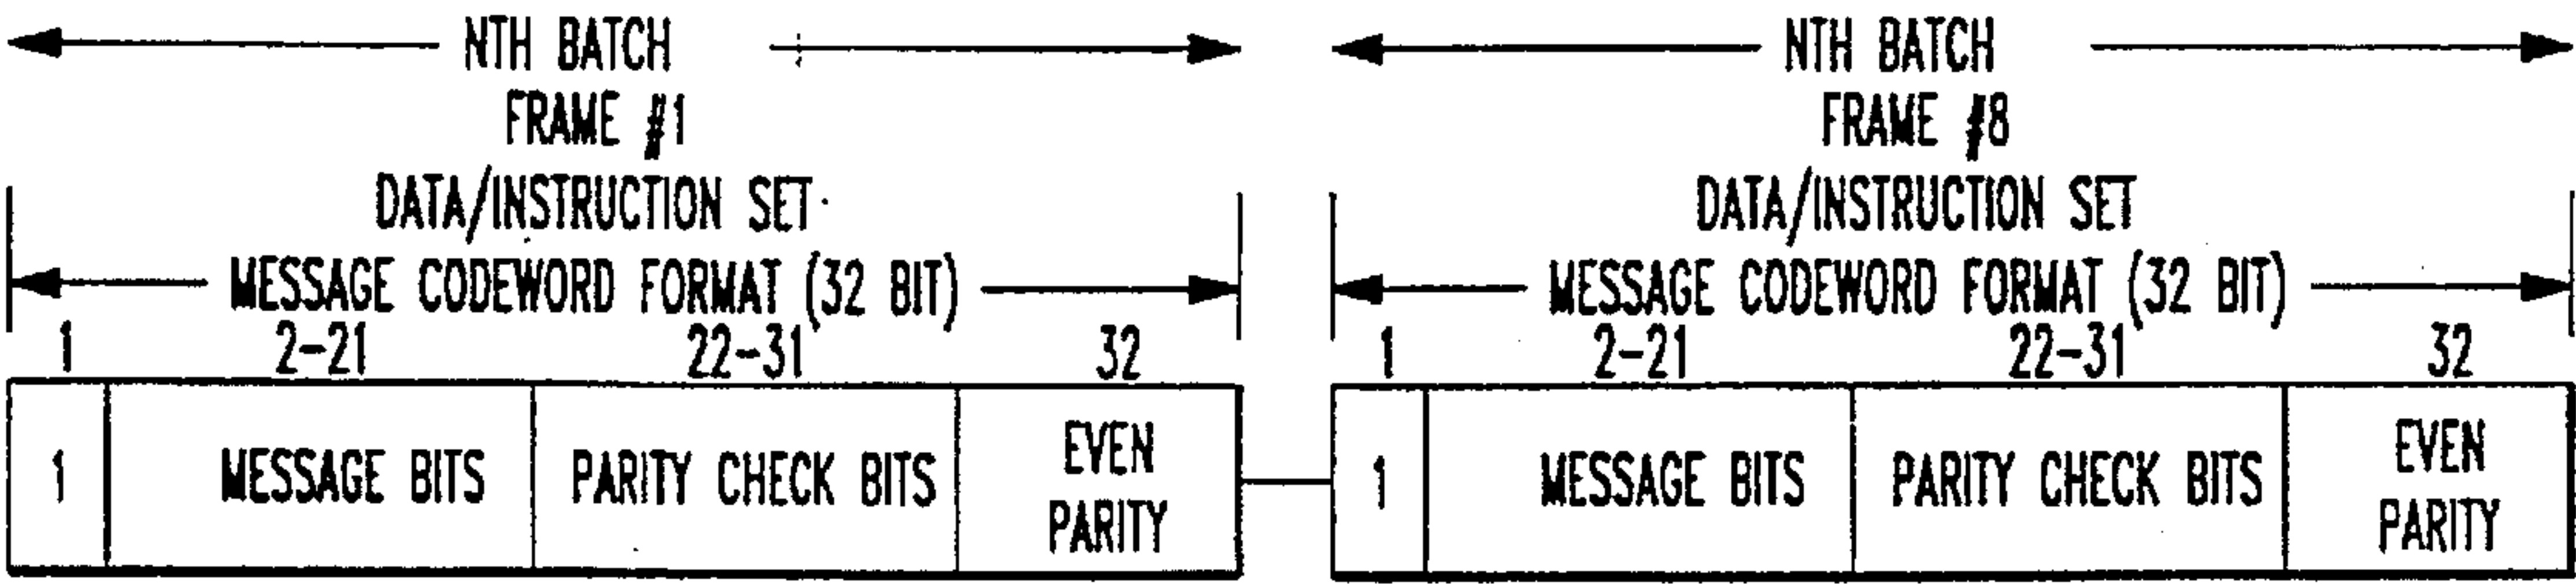 NTH BATCH
FRAME #1
DATA/INSTRUCTION SET
MESSAGE CODEWORD FORMAT (32 BIT)
1 2-21 22-31 32
1 MESSAGE BITS PARITY CHECK BITS EVEN PARITY
NTH BATCH
FRAME #8
DATA/INSTRUCTION SET
MESSAGE CODEWORD FORMAT (32 BIT)
1 2-21 22-31 32
1 MESSAGE BITS PARITY CHECK BITS EVEN PARITY